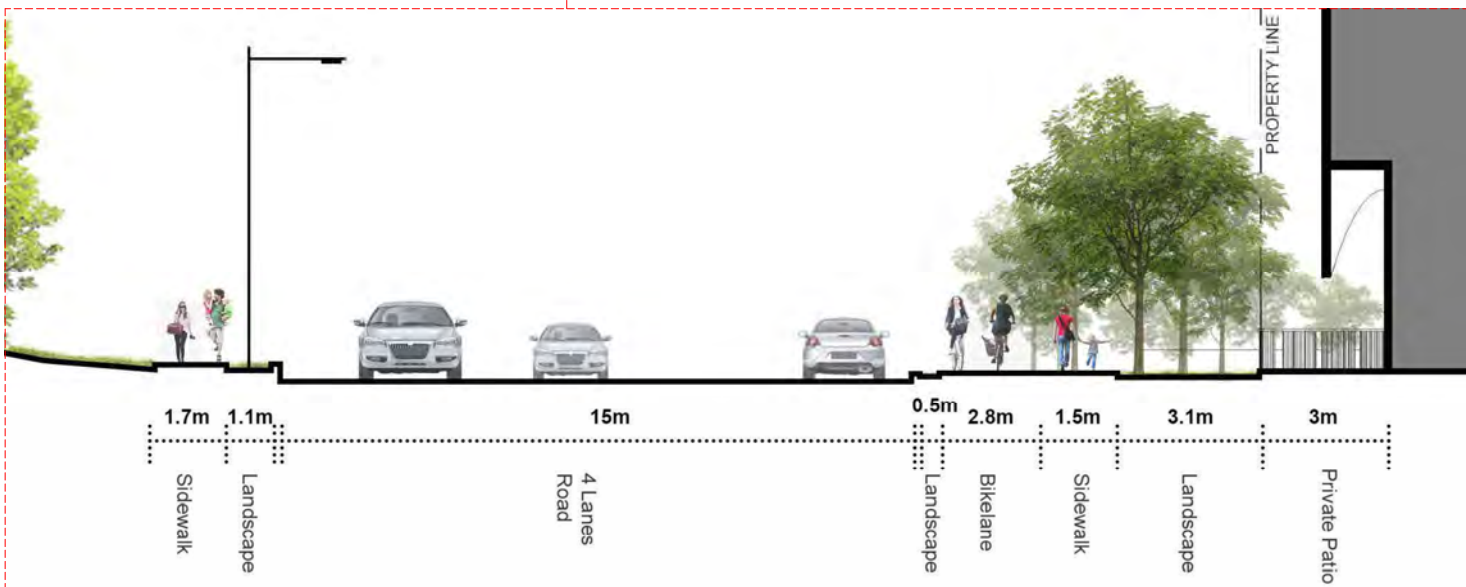 PROPERTY LINE
1.7m
1.1m
15m
0.5m
2.8m
1.5m
3.1m
3m
Sidewalk
Landscape
4 Lanes
Road
Landscape
Bikelane
Sidewalk
Landscape
Private Patio